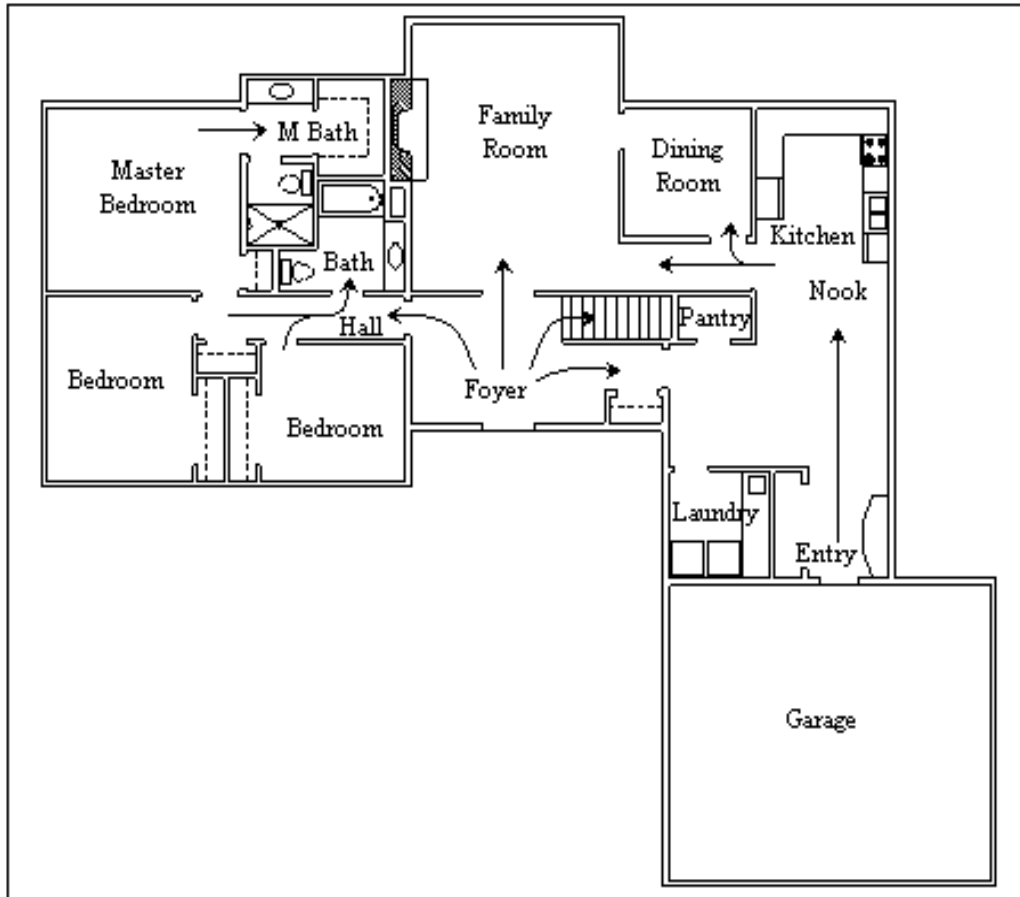 Family
Room
M Bath
Dining
Room
Master
Bedroom
Kitchen
Bath
Nook
Hall
Pantry
Bedroom
Foyer
Bedroom
Laundry
Entry
Garage